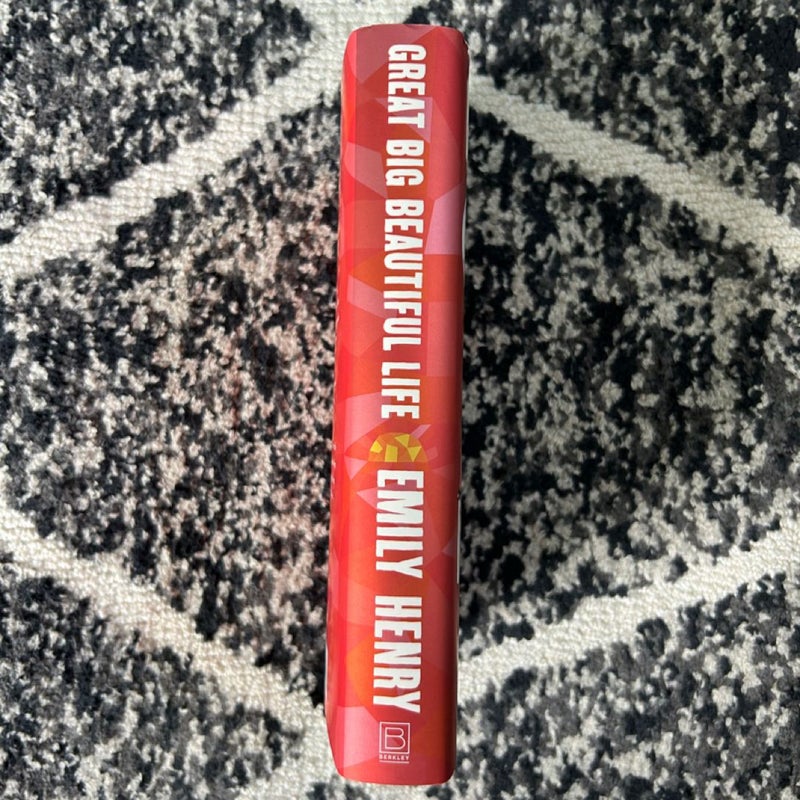 GREAT BIG BEAUTIFUL LIFE
EMILY HENRY
B
BERKLEY